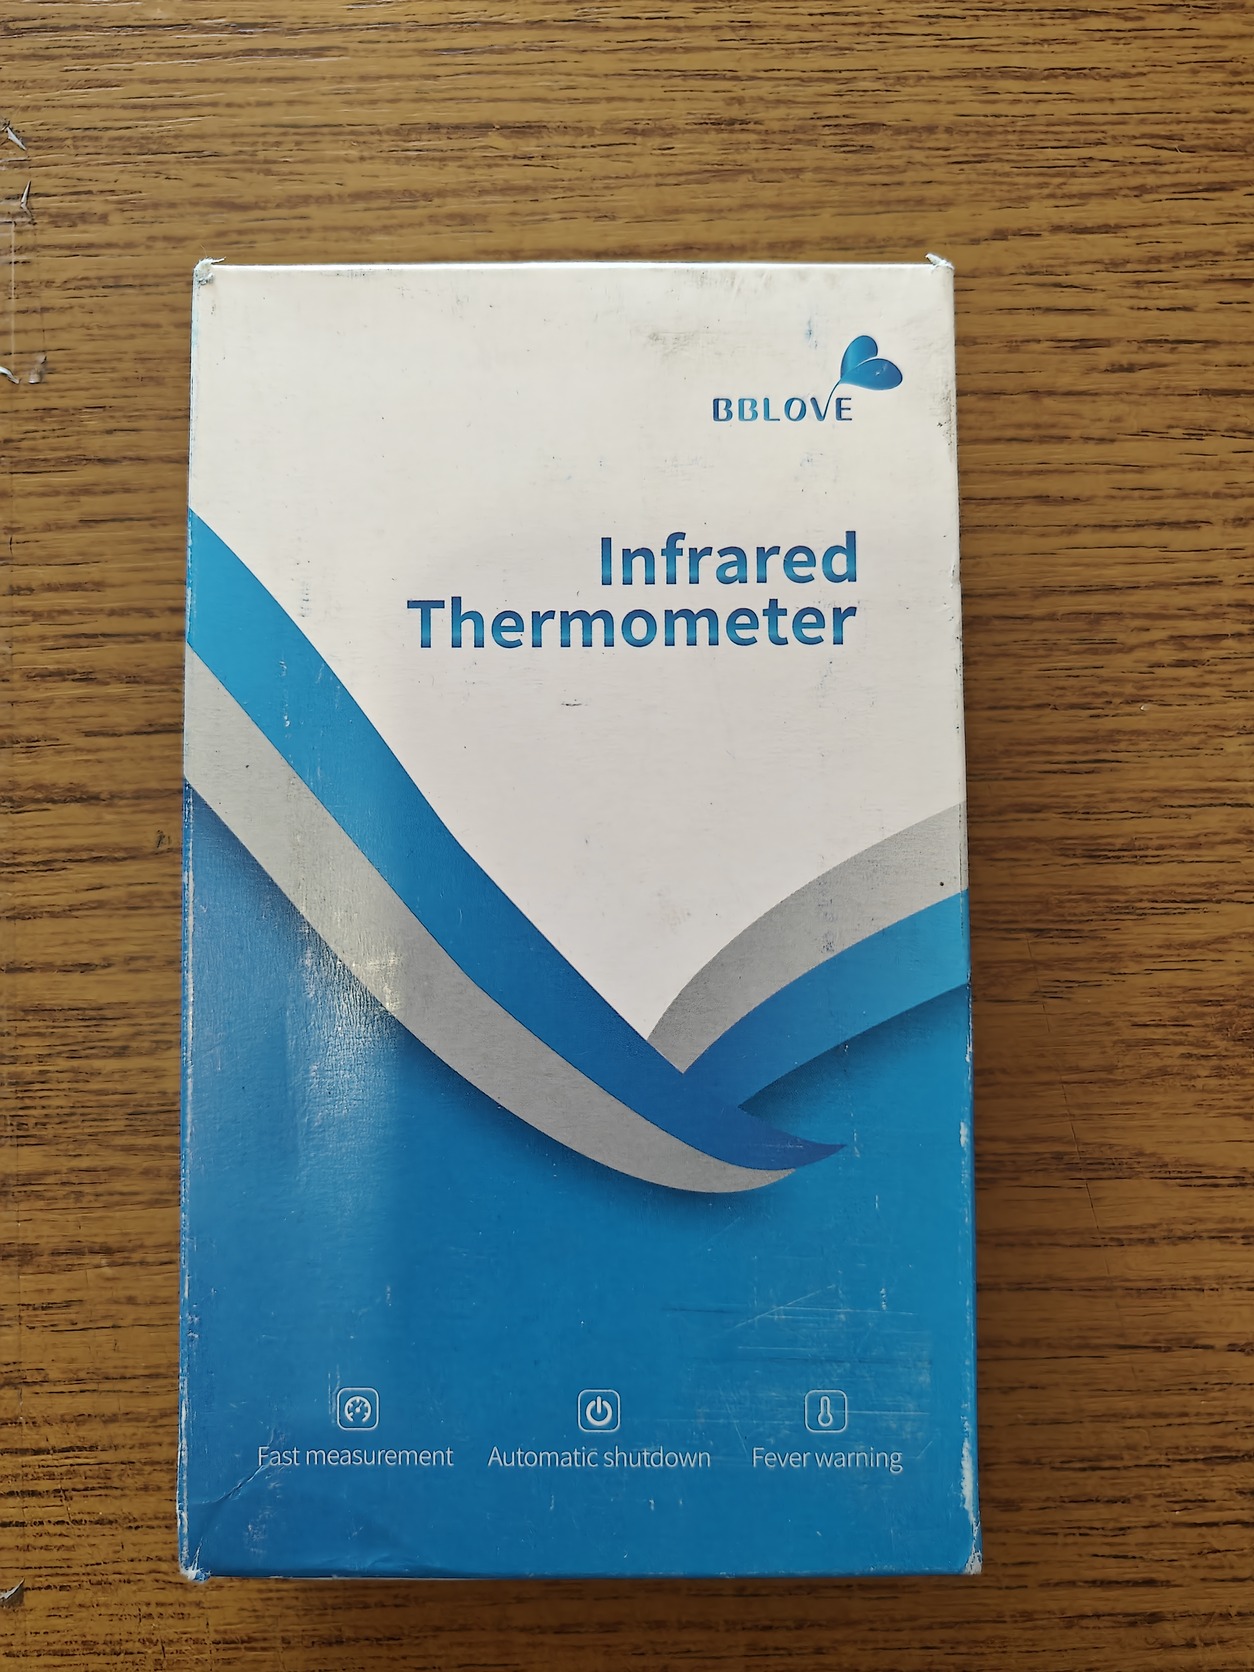 BBLOVE
Infrared
Thermometer
Fast measurement
Automatic shutdown
Fever warning